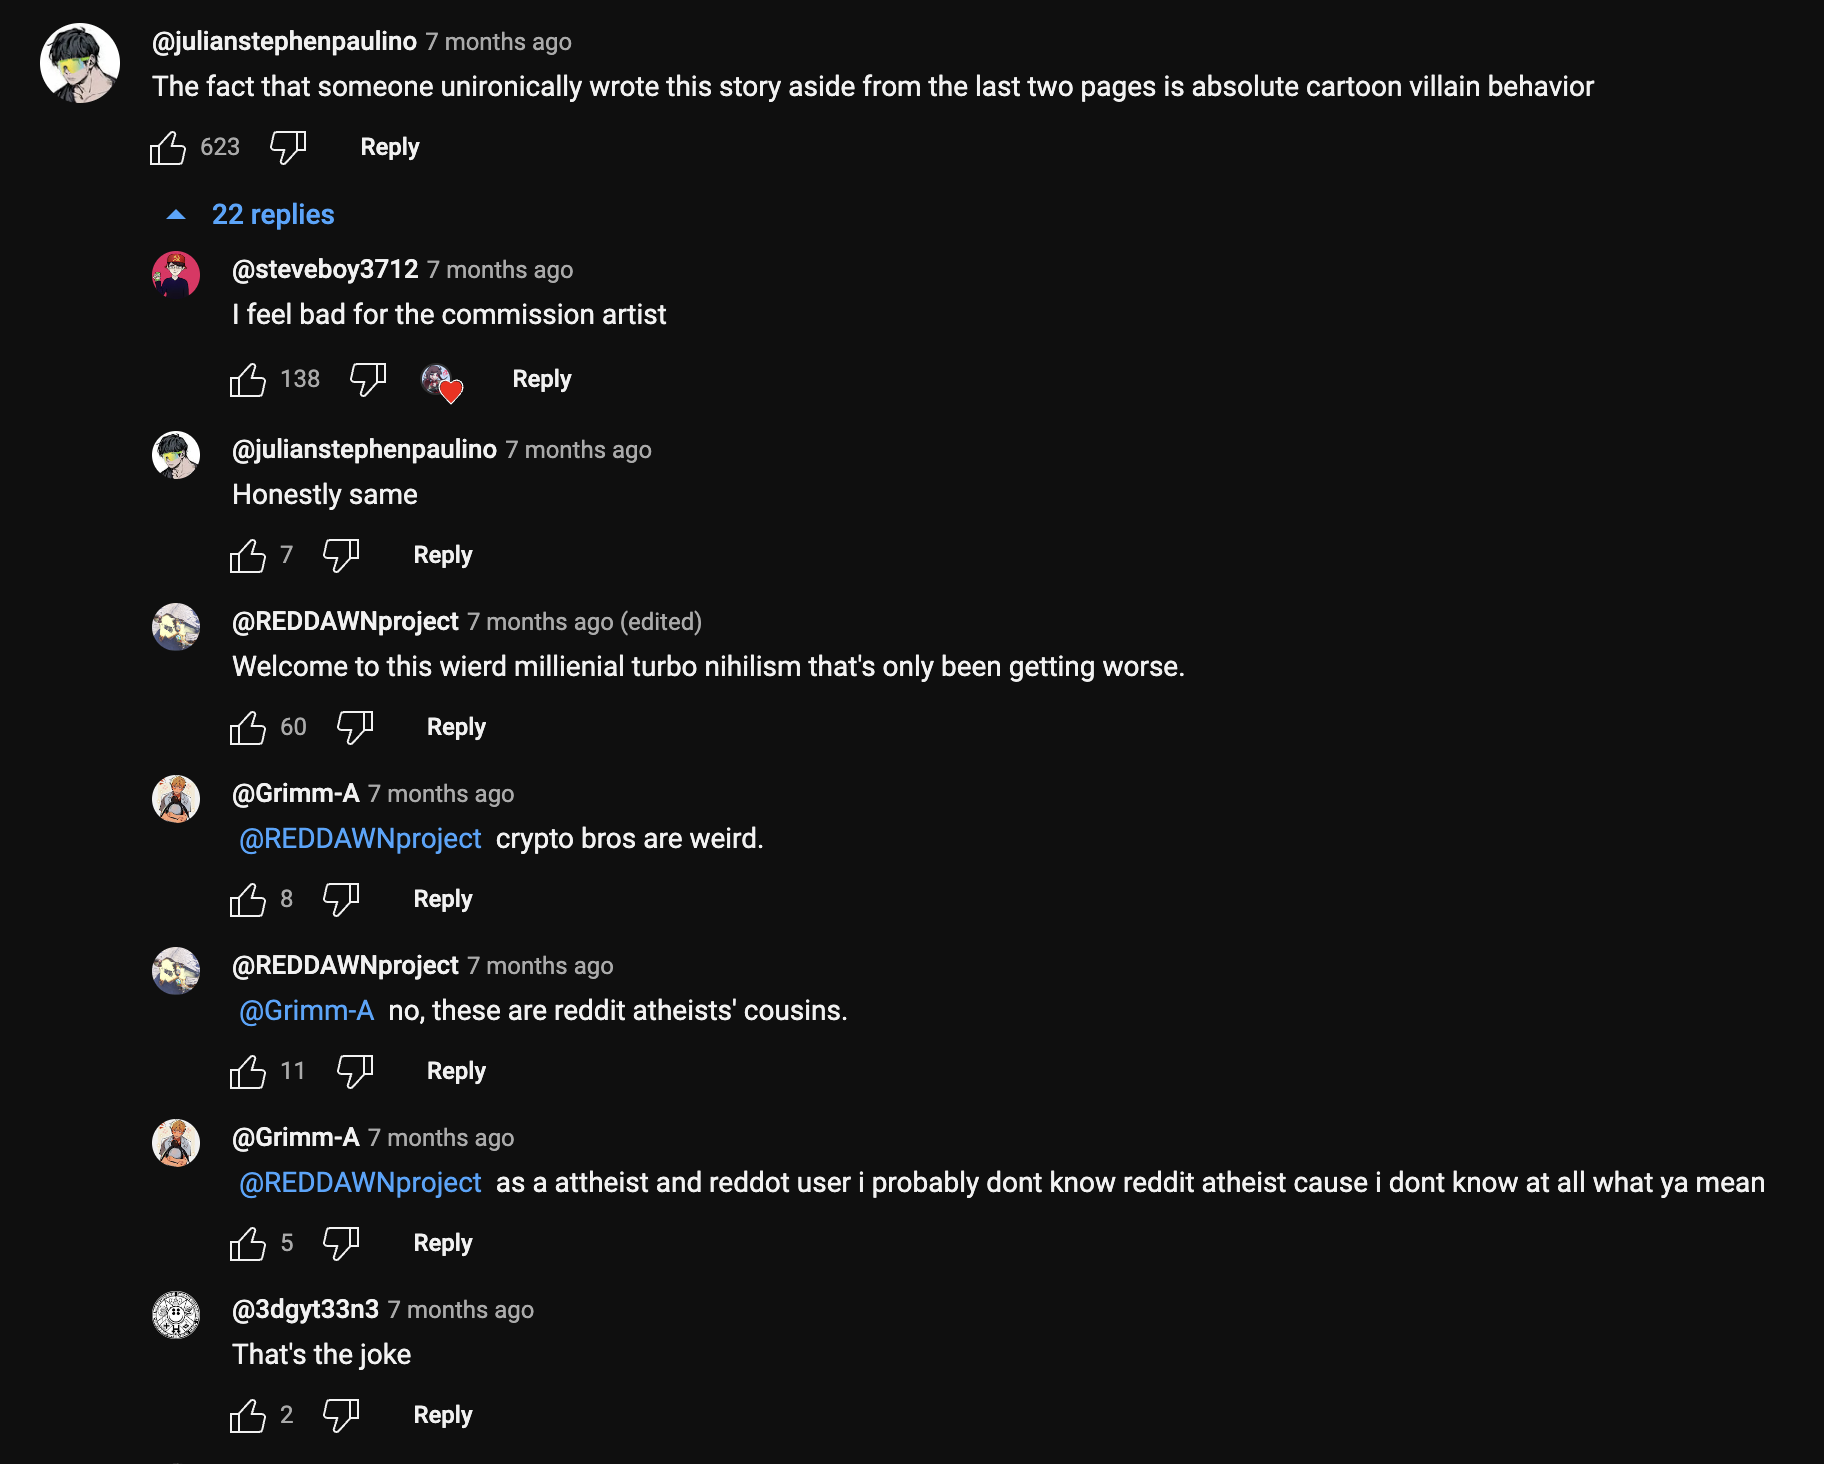 @julianstephenpaulino 7 months ago
The fact that someone unironically wrote this story aside from the last two pages is absolute cartoon villain behavior
623 Reply
22 replies
@steveboy3712 7 months ago
I feel bad for the commission artist
138 Reply
@julianstephenpaulino 7 months ago
Honestly same
7 Reply
@REDDAWNproject 7 months ago (edited)
Welcome to this wierd millienial turbo nihilism that's only been getting worse.
60 Reply
@Grimm-A 7 months ago
@REDDAWNproject crypto bros are weird.
8 Reply
@REDDAWNproject 7 months ago
@Grimm-A no, these are reddit atheists' cousins.
11 Reply
@Grimm-A 7 months ago
@REDDAWNproject as a attheist and reddot user i probably dont know reddit atheist cause i dont know at all what ya mean
5 Reply
@3dgyt33n3 7 months ago
That's the joke
2 Reply